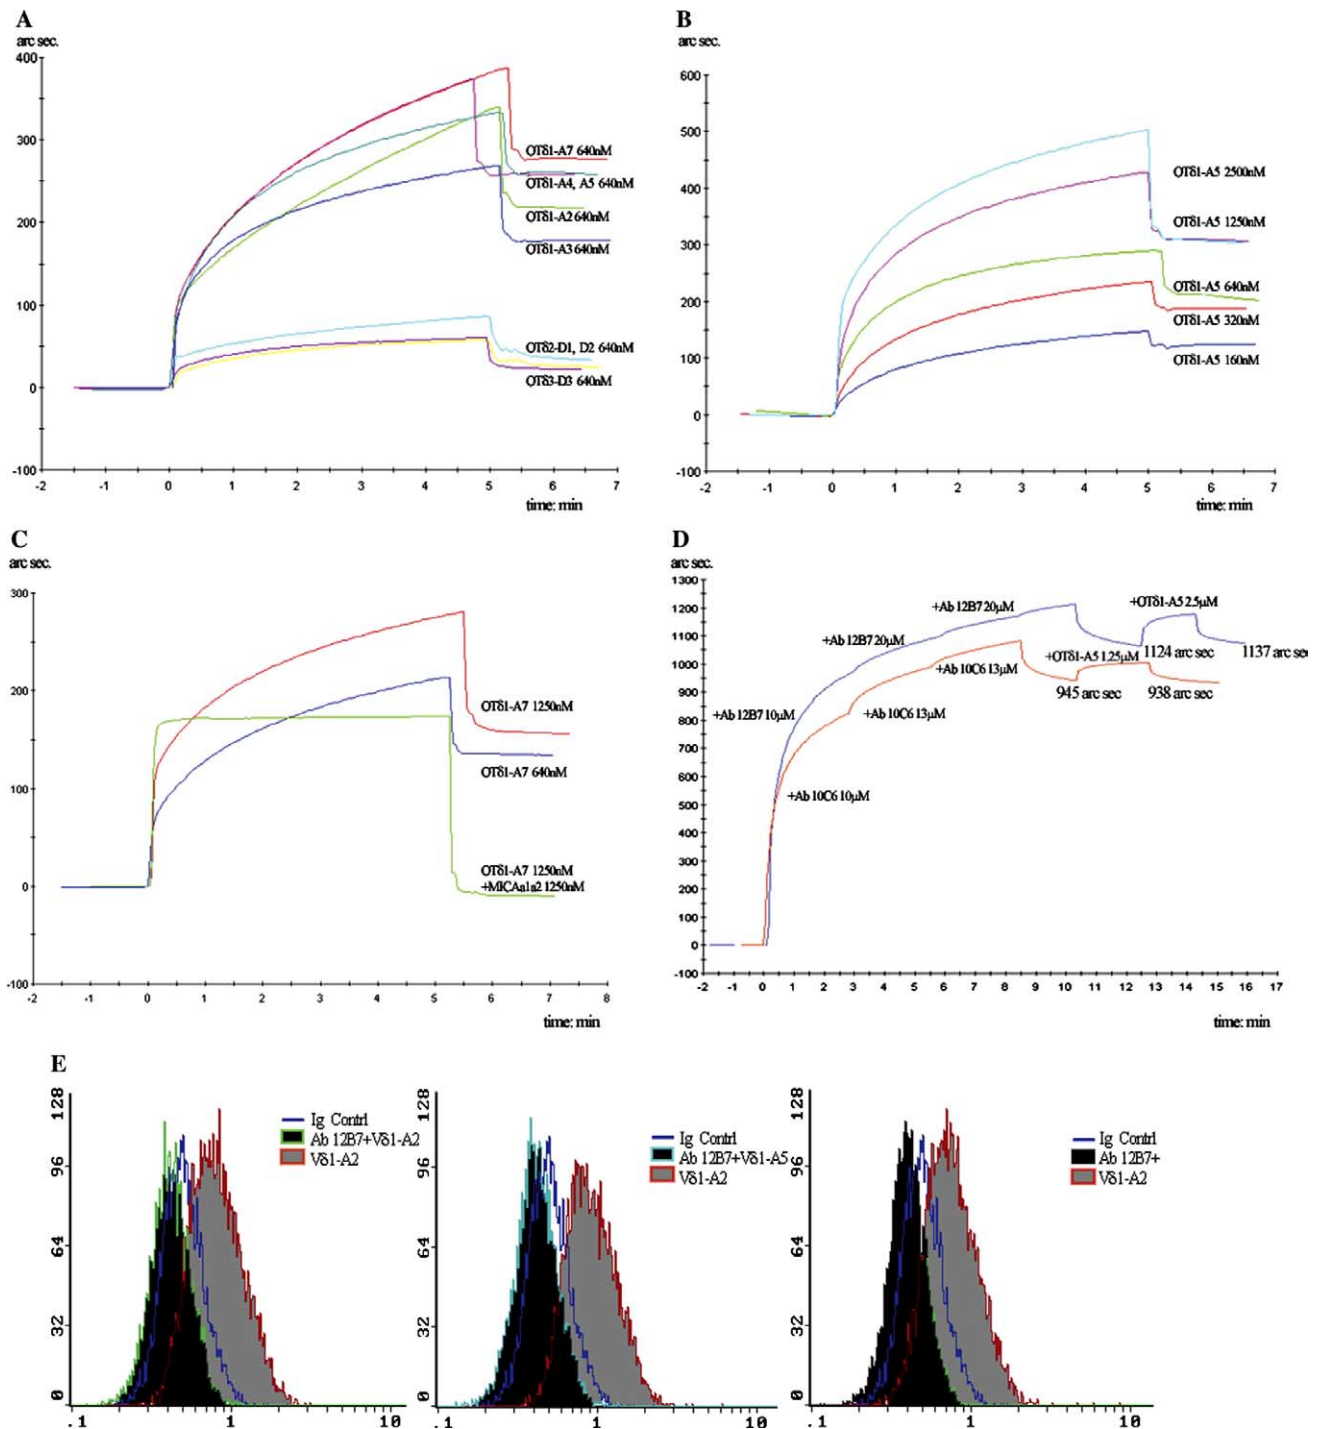 A
arc sec.
400
300
200
100
0
-100
-2 -1 0 1 2 3 4 5 6 7
time: min
OTδ1-A7 640nM
OTδ1-A4, A5 640nM
OTδ1-A2 640nM
OTδ1-A3 640nM
OTδ2-D1, D2 640nM
OTδ3-D3 640nM
B
arc sec.
600
500
400
300
200
100
0
-100
-2 -1 0 1 2 3 4 5 6 7
time: min
OTδ1-A5 2500nM
OTδ1-A5 1250nM
OTδ1-A5 640nM
OTδ1-A5 320nM
OTδ1-A5 160nM
C
arc sec.
300
200
100
0
-100
-2 -1 0 1 2 3 4 5 6 7 8
time: min
OTδ1-A7 1250nM
OTδ1-A7 640nM
OTδ1-A7 1250nM
+MICAa1a2 1250nM
D
arc sec.
1300
1200
1100
1000
900
800
700
600
500
400
300
200
100
0
-100
-2 -1 0 1 2 3 4 5 6 7 8 9 10 11 12 13 14 15 16 17
time: min
+Ab 12B7 20μM
+OTδ1-A5 2.5μM
+Ab 12B7 20μM
1124 arc sec
1137 arc sec
+OTδ1-A5 1.25μM
+Ab 10C6 13μM
945 arc sec
938 arc sec
+Ab 12B7 10μM
+Ab 10C6 13μM
+Ab 10C6 10μM
E
128
96
64
32
0
.1 1 10
Ig Contrl
Ab 12B7+Vδ1-A2
Vδ1-A2
128
96
64
32
0
.1 1 10
Ig Contrl
Ab 12B7+Vδ1-A5
Vδ1-A2
128
96
64
32
0
.1 1 10
Ig Contrl
Ab 12B7+
Vδ1-A2